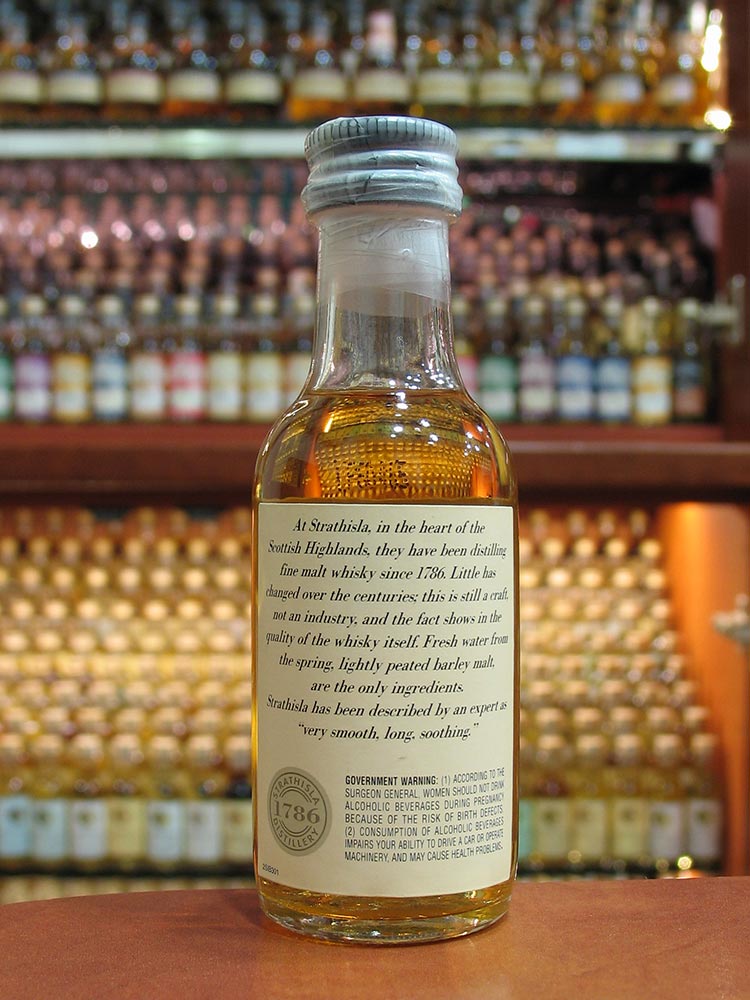 At Strathisla, in the heart of the
Scottish Highlands, they have been distilling
fine malt whisky since 1786. Little has
changed over the centuries; this is still a craft,
not an industry, and the fact shows in the
quality of the whisky itself. Fresh water from
the spring, lightly peated barley malt,
are the only ingredients.
Strathisla has been described by an expert as
"very smooth, long, soothing."
STRATHISLA
1786
DISTILLERY
GOVERNMENT WARNING: (1) ACCORDING TO THE
SURGEON GENERAL, WOMEN SHOULD NOT DRINK
ALCOHOLIC BEVERAGES DURING PREGNANCY
BECAUSE OF THE RISK OF BIRTH DEFECTS.
(2) CONSUMPTION OF ALCOHOLIC BEVERAGES
IMPAIRS YOUR ABILITY TO DRIVE A CAR OR OPERATE
MACHINERY, AND MAY CAUSE HEALTH PROBLEMS.